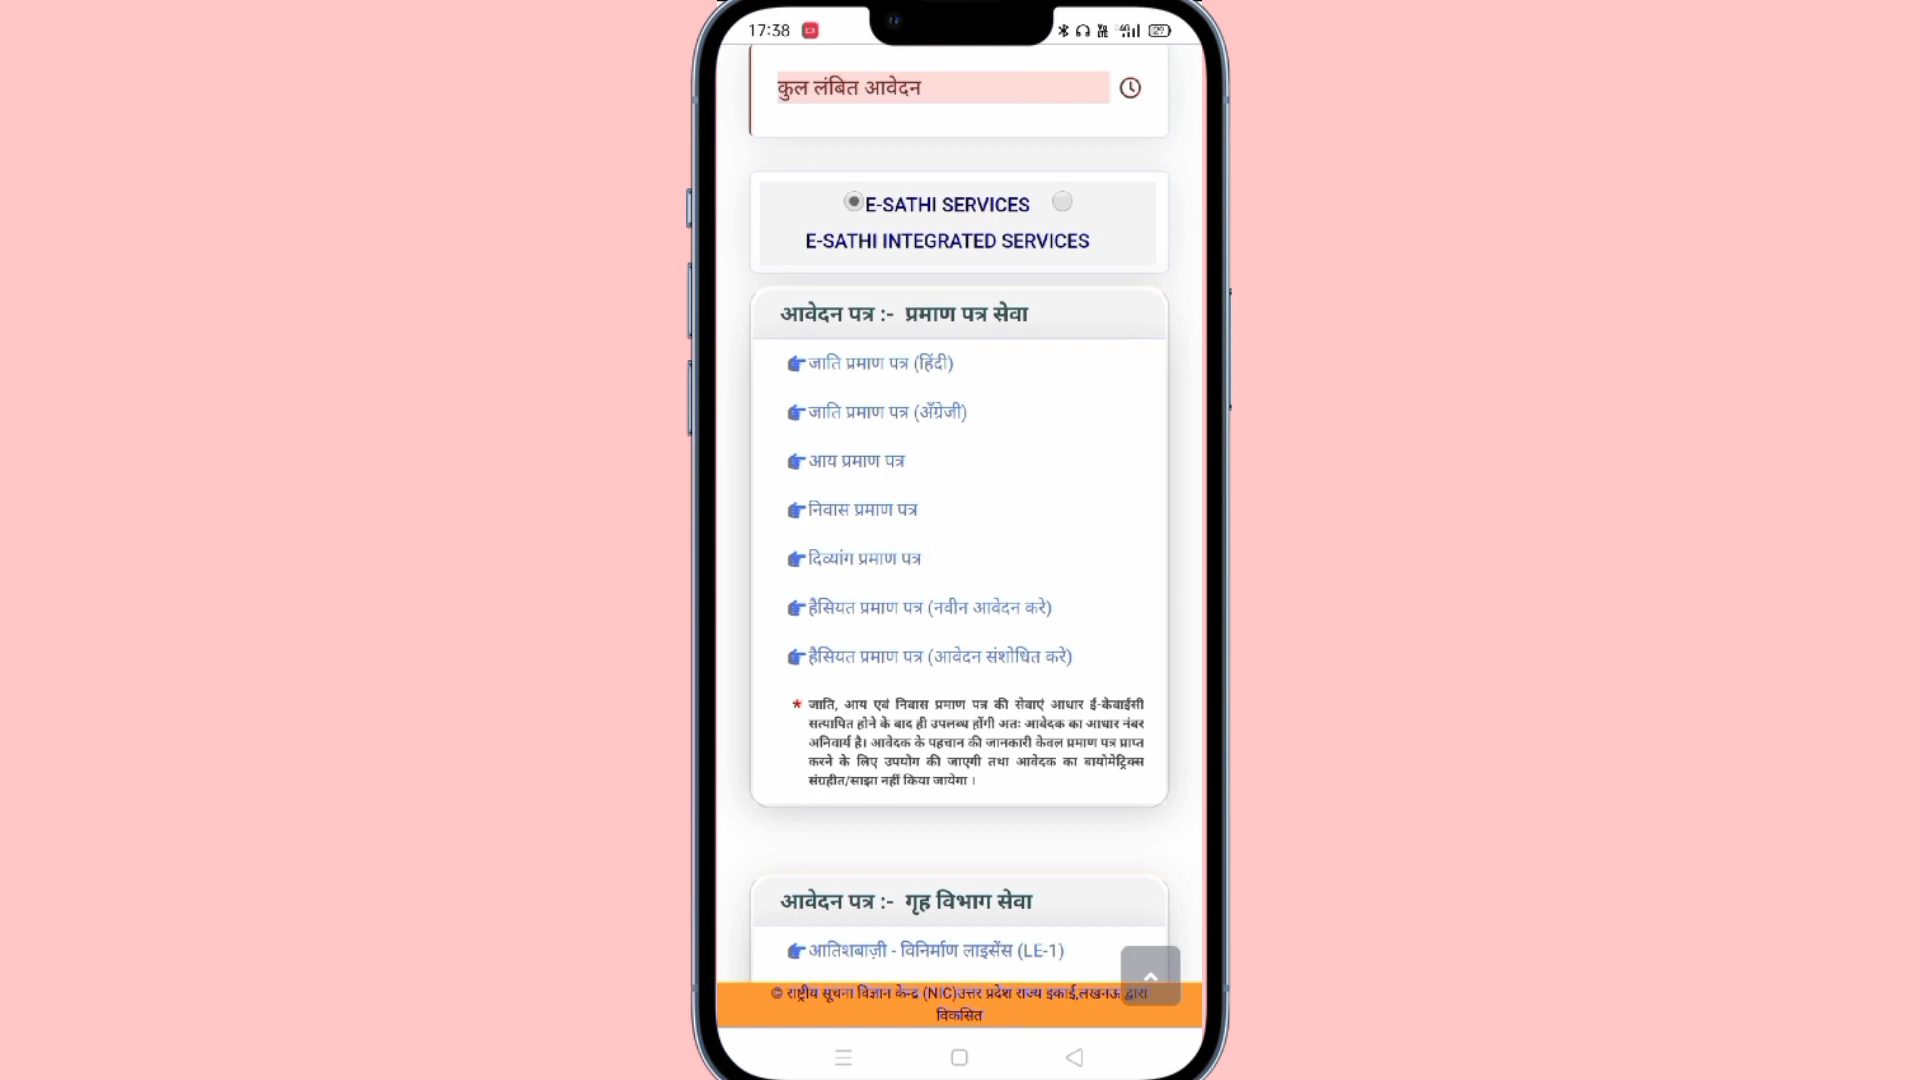 17:38
29
कुल लंबित आवेदन
E-SATHI SERVICES
E-SATHI INTEGRATED SERVICES
आवेदन पत्र :- प्रमाण पत्र सेवा
जाति प्रमाण पत्र (हिंदी)
जाति प्रमाण पत्र (अँग्रेजी)
आय प्रमाण पत्र
निवास प्रमाण पत्र
दिव्यांग प्रमाण पत्र
हैसियत प्रमाण पत्र (नवीन आवेदन करे)
हैसियत प्रमाण पत्र (आवेदन संशोधित करे)
* जाति, आय एवं निवास प्रमाण पत्र की सेवाएं आधार ई-केवाईसी
सत्यापित होने के बाद ही उपलब्ध होंगी अतः आवेदक का आधार नंबर
अनिवार्य है। आवेदक के पहचान की जानकारी केवल प्रमाण पत्र प्राप्त
करने के लिए उपयोग की जाएगी तथा आवेदक का बायोमेट्रिक्स
संग्रहीत/साझा नहीं किया जायेगा ।
आवेदन पत्र :- गृह विभाग सेवा
आतिशबाज़ी - विनिर्माण लाइसेंस (LE-1)
© राष्ट्रीय सूचना विज्ञान केन्द्र (NIC)उत्तर प्रदेश राज्य इकाई,लखनऊ द्वारा
विकसित